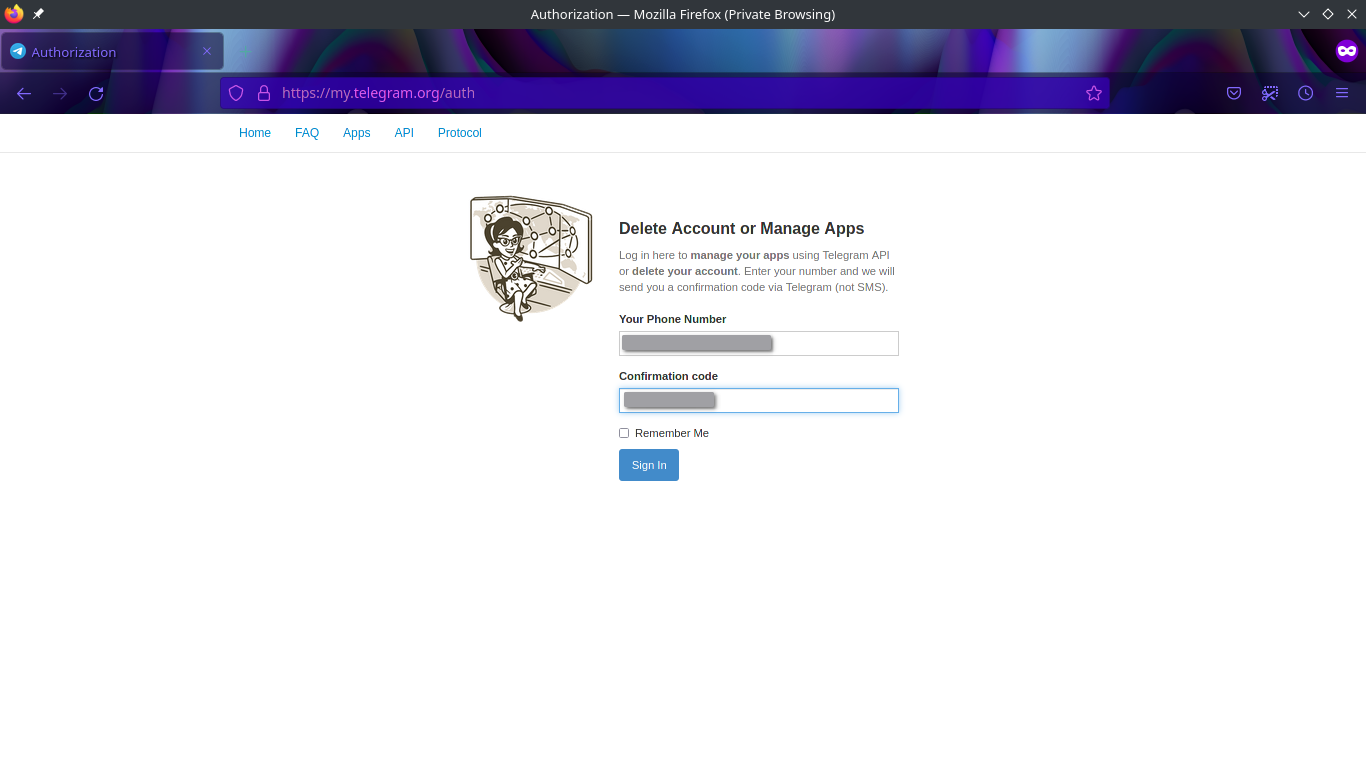 Authorization — Mozilla Firefox (Private Browsing)
Authorization
https://my.telegram.org/auth
Home FAQ Apps API Protocol
Delete Account or Manage Apps
Log in here to manage your apps using Telegram API
or delete your account. Enter your number and we will
send you a confirmation code via Telegram (not SMS).
Your Phone Number
Confirmation code
Remember Me
Sign In